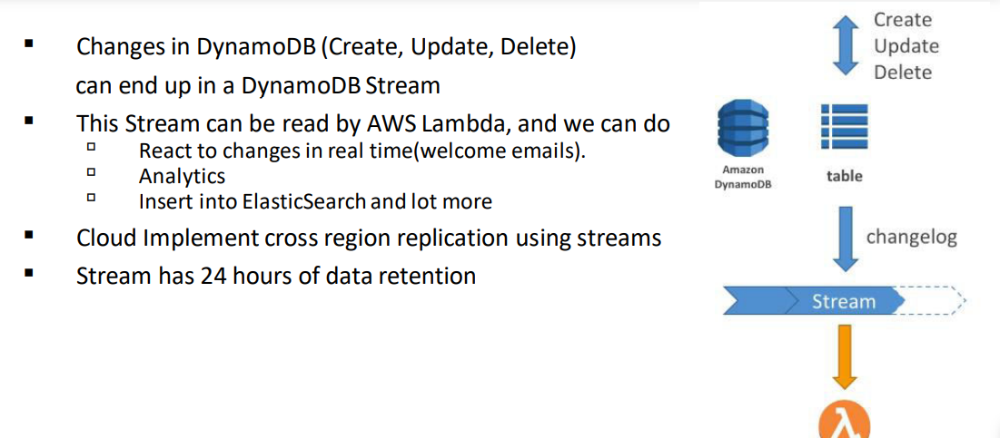 Changes in DynamoDB (Create, Update, Delete)
can end up in a DynamoDB Stream
This Stream can be read by AWS Lambda, and we can do
React to changes in real time(welcome emails).
Analytics
Insert into ElasticSearch and lot more
Cloud Implement cross region replication using streams
Stream has 24 hours of data retention
Create
Update
Delete
Amazon
DynamoDB
table
changelog
Stream
λ